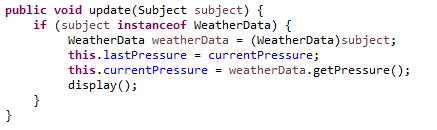 public void update(Subject subject) {
    if (subject instanceof WeatherData) {
        WeatherData weatherData = (WeatherData)subject;
        this.lastPressure = currentPressure;
        this.currentPressure = weatherData.getPressure();
        display();
    }
}